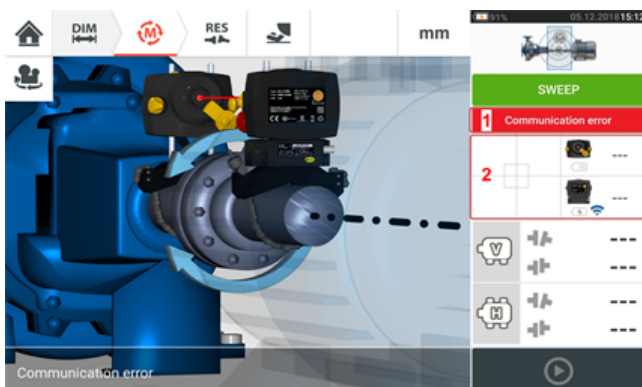 DIM
M
RES
mm
91%
05.12.2018 15:12
SWEEP
1 Communication error
2
---
---
V
---
---
H
---
---
Communication error